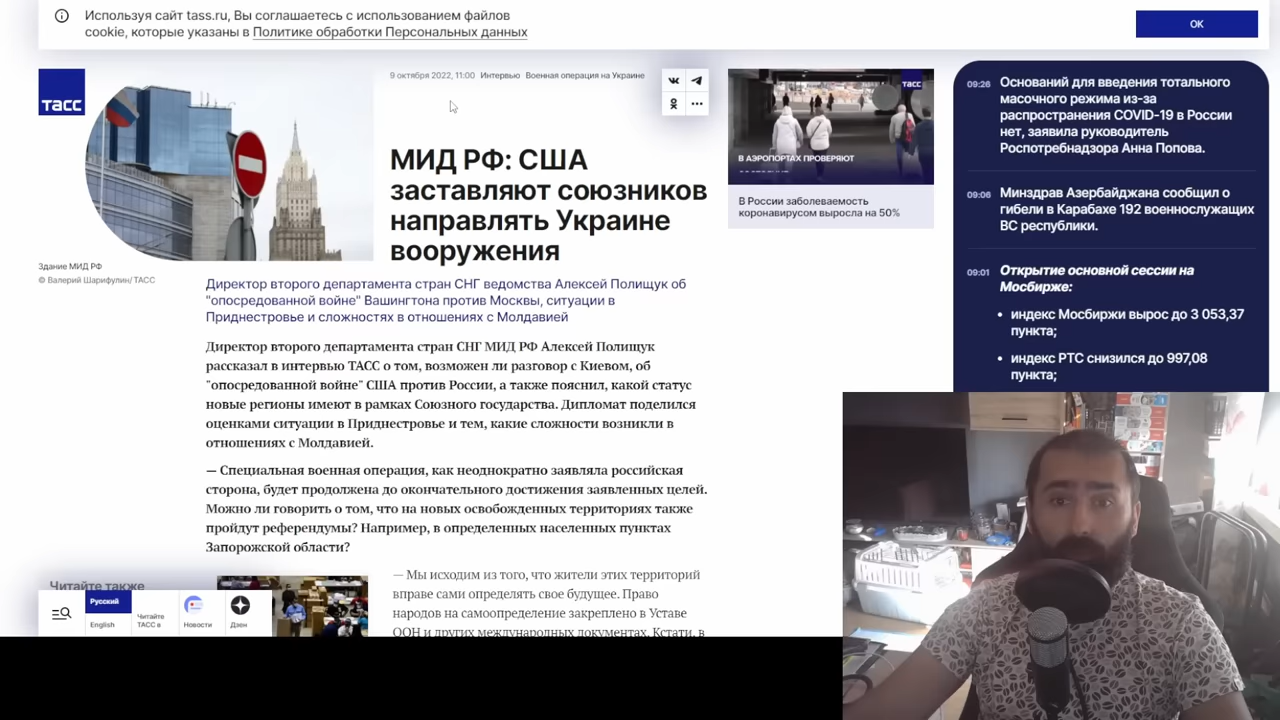 Используя сайт tass.ru, Вы соглашаетесь с использованием файлов
cookie, которые указаны в Политике обработки Персональных данных
OK
ТАСС
9 октября 2022, 11:00 Интервью Военная операция на Украине
МИД РФ: США
заставляют союзников
направлять Украине
вооружения
Здание МИД РФ
© Валерий Шарифулин/ ТАСС
Директор второго департамента стран СНГ ведомства Алексей Полищук об
"опосредованной войне" Вашингтона против Москвы, ситуации в
Приднестровье и сложностях в отношениях с Молдавией
Директор второго департамента стран СНГ МИД РФ Алексей Полищук
рассказал в интервью ТАСС о том, возможен ли разговор с Киевом, об
"опосредованной войне" США против России, а также пояснил, какой статус
новые регионы имеют в рамках Союзного государства. Дипломат поделился
оценками ситуации в Приднестровье и тем, какие сложности возникли в
отношениях с Молдавией.
— Специальная военная операция, как неоднократно заявляла российская
сторона, будет продолжена до окончательного достижения заявленных целей.
Можно ли говорить о том, что на новых освобожденных территориях также
пройдут референдумы? Например, в определенных населенных пунктах
Запорожской области?
Читайте также
— Мы исходим из того, что жители этих территорий
вправе сами определять свое будущее. Право
народов на самоопределение закреплено в Уставе
ООН и других международных документах. Кстати, в
Русский
English
Читайте
ТАСС в
Новости
Дзен
ТАСС
В АЭРОПОРТАХ ПРОВЕРЯЮТ
В России заболеваемость
коронавирусом выросла на 50%
09:26 Оснований для введения тотального
масочного режима из-за
распространения COVID-19 в России
нет, заявила руководитель
Роспотребнадзора Анна Попова.
09:06 Минздрав Азербайджана сообщил о
гибели в Карабахе 192 военнослужащих
ВС республики.
09:01 Открытие основной сессии на
Мосбирже:
• индекс Мосбиржи вырос до 3 053,37
пункта;
• индекс РТС снизился до 997,08
пункта;